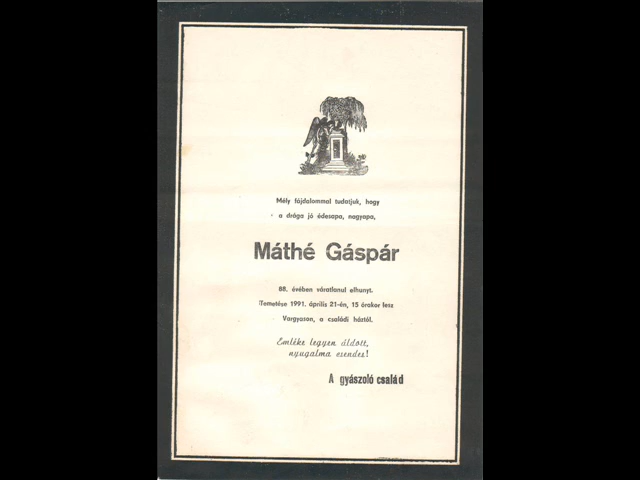 Mély fájdalommal tudatjuk, hogy
a drága jó édesapa, nagyapa,
Máthé Gáspár
88. évében váratlanul elhunyt.
Temetése 1991. április 21-én, 15 órakor lesz
Vargyason, a családi háztól.
Emléke legyen áldott,
nyugalma csendes!
A gyászoló család